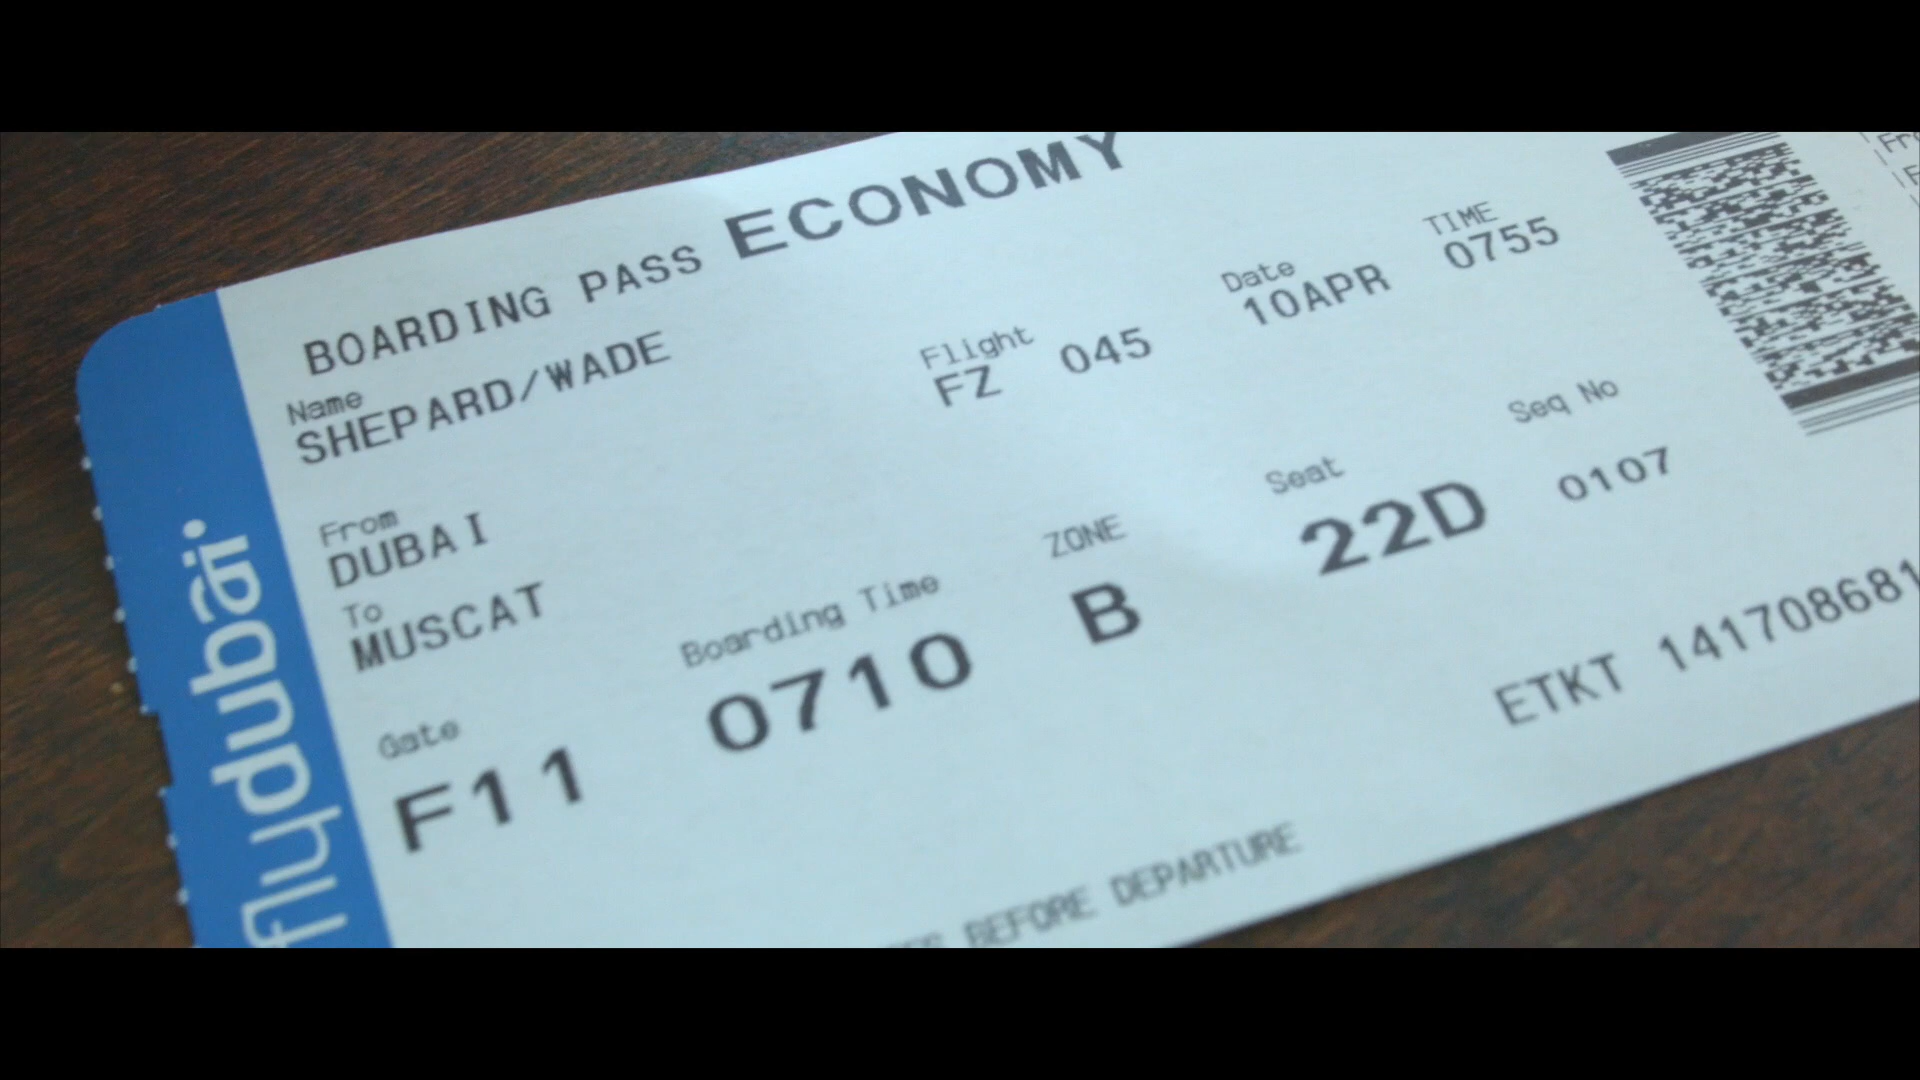 BOARDING PASS ECONOMY
Name
SHEPARD/WADE
Flight
FZ 045
Date
10APR
TIME
0755
From
DUBAI
To
MUSCAT
Gate
F11
Boarding Time
0710
ZONE
B
Seat
22D
Seq No
0107
ETKT 141708681
BEFORE DEPARTURE
flydubai